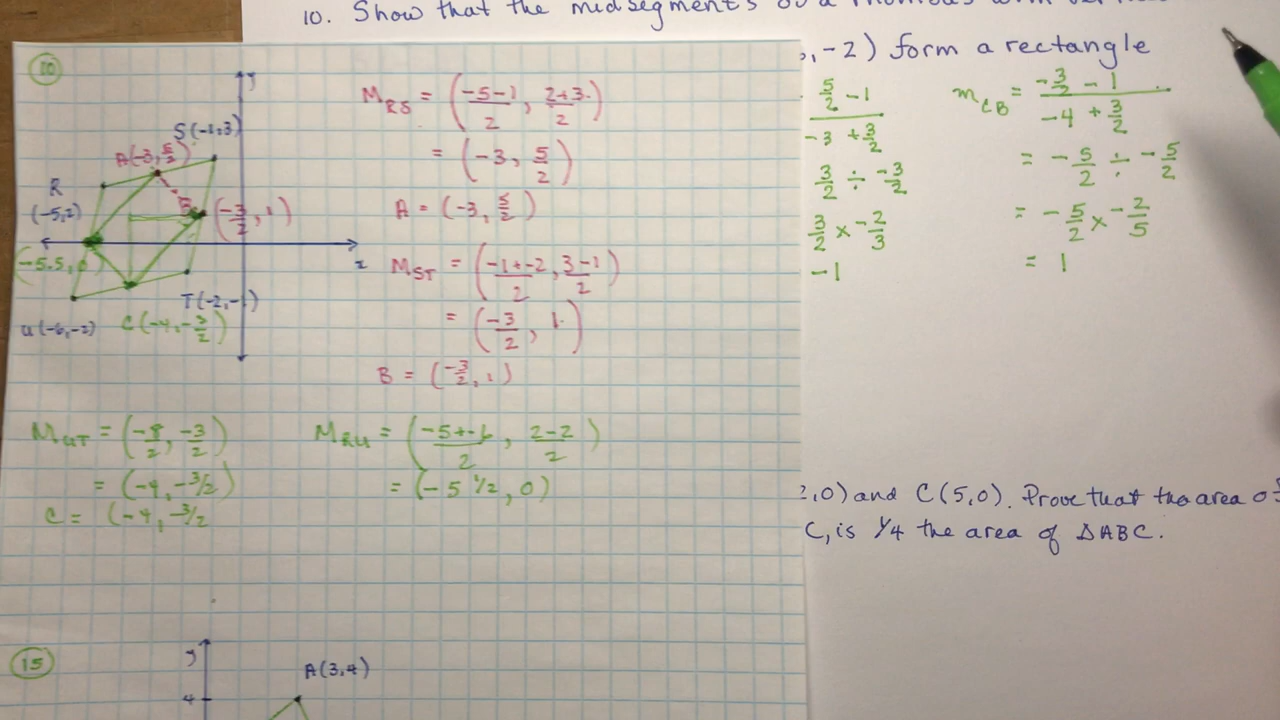 10. Show that the midsegments of a rhombus with
, -2) form a rectangle
10
y
S(-1,3)
A(-3, 5/2)
R
(-5,2)
B
(-3/2, 1)
x
(-5.5, 0)
T(-2,-1)
U(-6,-2)
C(-4, -3/2)
M_RS = ((-5-1)/2, (2+3)/2)
= (-3, 5/2)
A = (-3, 5/2)
M_ST = ((-1+-2)/2, (3-1)/2)
= (-3/2, 1)
B = (-3/2, 1)
M_UT = (-8/2, -3/2)
= (-4, -3/2)
C = (-4, -3/2
M_RU = ((-5+-6)/2, (2-2)/2)
= (-5 1/2, 0)
5/2 - 1
-3 + 3/2
3/2 ÷ -3/2
3/2 × -2/3
-1
m_CB = (-3/2 - 1)/(-4 + 3/2)
= -5/2 ÷ -5/2
= -5/2 × -2/5
= 1
2,0) and C(5,0). Prove that the area of
C, is 1/4 the area of ΔABC.
15
y
A(3,4)
4